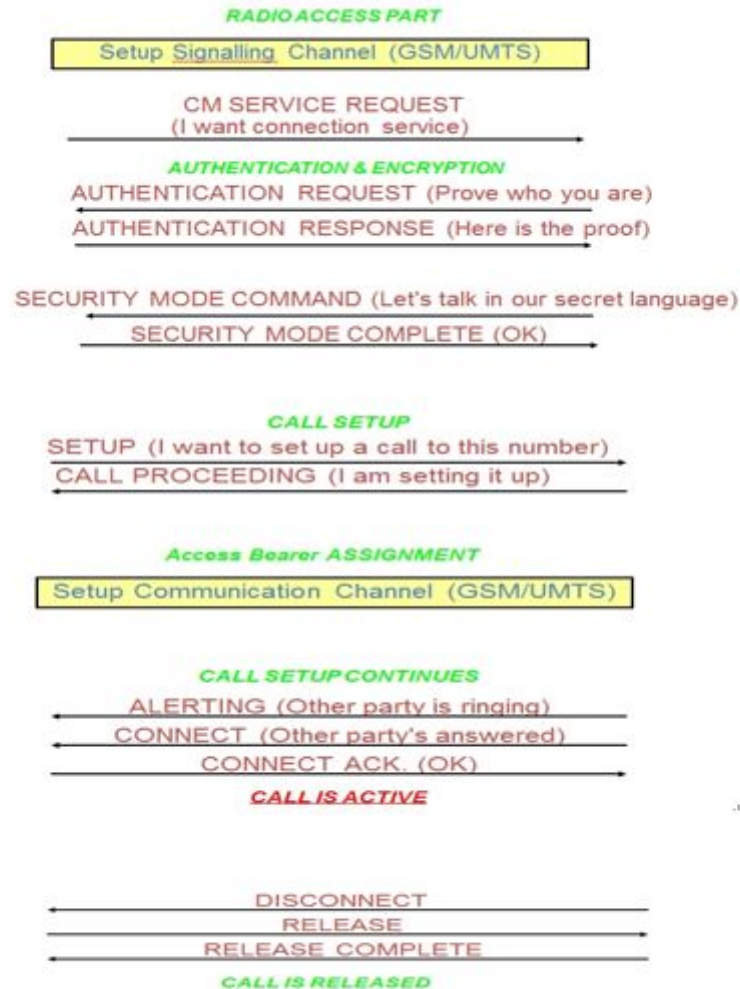 RADIO ACCESS PART
Setup Signalling Channel (GSM/UMTS)
CM SERVICE REQUEST
(I want connection service)
AUTHENTICATION & ENCRYPTION
AUTHENTICATION REQUEST (Prove who you are)
AUTHENTICATION RESPONSE (Here is the proof)
SECURITY MODE COMMAND (Let's talk in our secret language)
SECURITY MODE COMPLETE (OK)
CALL SETUP
SETUP (I want to set up a call to this number)
CALL PROCEEDING (I am setting it up)
Access Bearer ASSIGNMENT
Setup Communication Channel (GSM/UMTS)
CALL SETUP CONTINUES
ALERTING (Other party is ringing)
CONNECT (Other party's answered)
CONNECT ACK. (OK)
CALL IS ACTIVE
DISCONNECT
RELEASE
RELEASE COMPLETE
CALL IS RELEASED